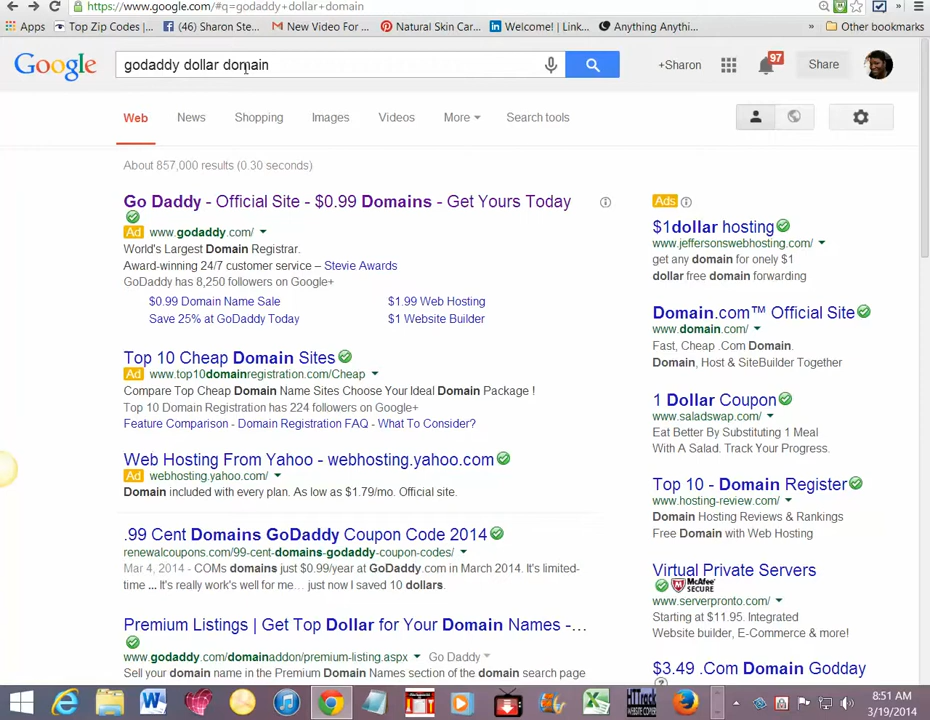 https://www.google.com/#q=godaddy+dollar+domain
Apps
Top Zip Codes |...
(46) Sharon Ste...
New Video For ...
Natural Skin Car...
Welcome! | Link...
Anything Anythin...
»
Other bookmarks
Google
godaddy dollar domain
+Sharon
97
Share
Web
News
Shopping
Images
Videos
More
Search tools
About 857,000 results (0.30 seconds)
Go Daddy - Official Site - $0.99 Domains - Get Yours Today
Ad www.godaddy.com/
World's Largest Domain Registrar.
Award-winning 24/7 customer service – Stevie Awards
GoDaddy has 8,250 followers on Google+
$0.99 Domain Name Sale
$1.99 Web Hosting
Save 25% at GoDaddy Today
$1 Website Builder
Top 10 Cheap Domain Sites
Ad www.top10domainregistration.com/Cheap
Compare Top Cheap Domain Name Sites Choose Your Ideal Domain Package !
Top 10 Domain Registration has 224 followers on Google+
Feature Comparison - Domain Registration FAQ - What To Consider?
Web Hosting From Yahoo - webhosting.yahoo.com
Ad webhosting.yahoo.com/
Domain included with every plan. As low as $1.79/mo. Official site.
.99 Cent Domains GoDaddy Coupon Code 2014
renewalcoupons.com/99-cent-domains-godaddy-coupon-codes/
Mar 4, 2014 - COMs domains just $0.99/year at GoDaddy.com in March 2014. It's limited-
time ... It's really work's well for me... just now I saved 10 dollars.
Premium Listings | Get Top Dollar for Your Domain Names -...
www.godaddy.com/domainaddon/premium-listing.aspx Go Daddy
Sell your domain name in the Premium Domain Names section of the domain search
Ads
$1dollar hosting
www.jeffersonswebhosting.com/
get any domain for onely $1
dollar free domain forwarding
Domain.com™ Official Site
www.domain.com/
Fast, Cheap .Com Domain.
Domain, Host & SiteBuilder Together
1 Dollar Coupon
www.saladswap.com/
Eat Better By Substituting 1 Meal
With A Salad. Track Your Progress.
Top 10 - Domain Register
www.hosting-review.com/
Domain Hosting Reviews & Rankings
Free Domain with Web Hosting
Virtual Private Servers
McAfee SECURE
www.serverpronto.com/
Starting at $11.95. Integrated
Website builder, E-Commerce & more!
$3.49 .Com Domain Godday
8:51 AM
3/19/2014